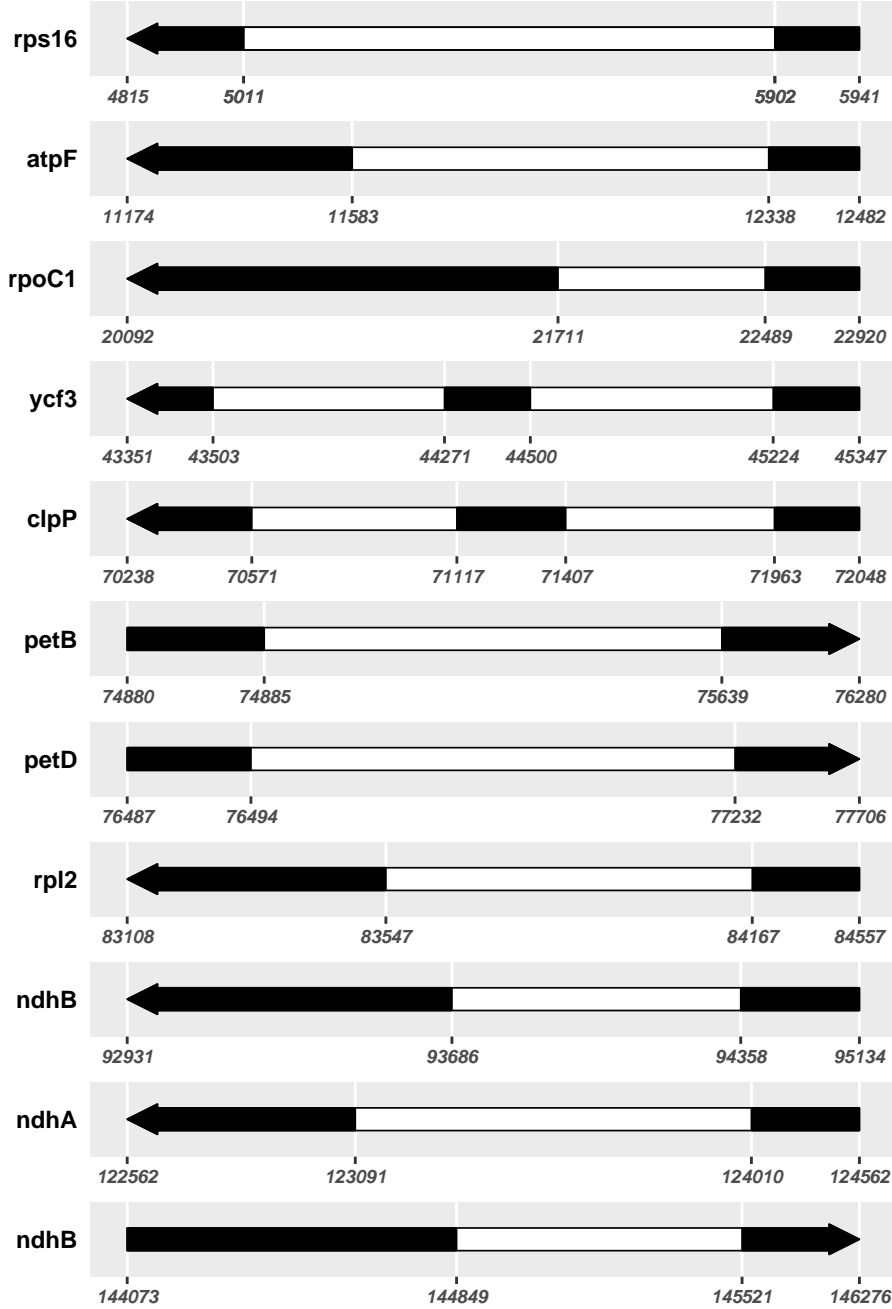 rps16
4815 5011 5902 5941
atpF
11174 11583 12338 12482
rpoC1
20092 21711 22489 22920
ycf3
43351 43503 44271 44500 45224 45347
clpP
70238 70571 71117 71407 71963 72048
petB
74880 74885 75639 76280
petD
76487 76494 77232 77706
rpl2
83108 83547 84167 84557
ndhB
92931 93686 94358 95134
ndhA
122562 123091 124010 124562
ndhB
144073 144849 145521 146276